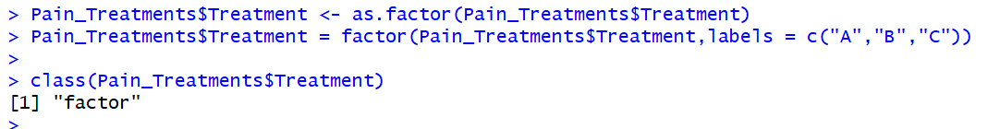 > Pain_Treatments$Treatment <- as.factor(Pain_Treatments$Treatment)
> Pain_Treatments$Treatment = factor(Pain_Treatments$Treatment,labels = c("A","B","C"))
>
> class(Pain_Treatments$Treatment)
[1] "factor"
>